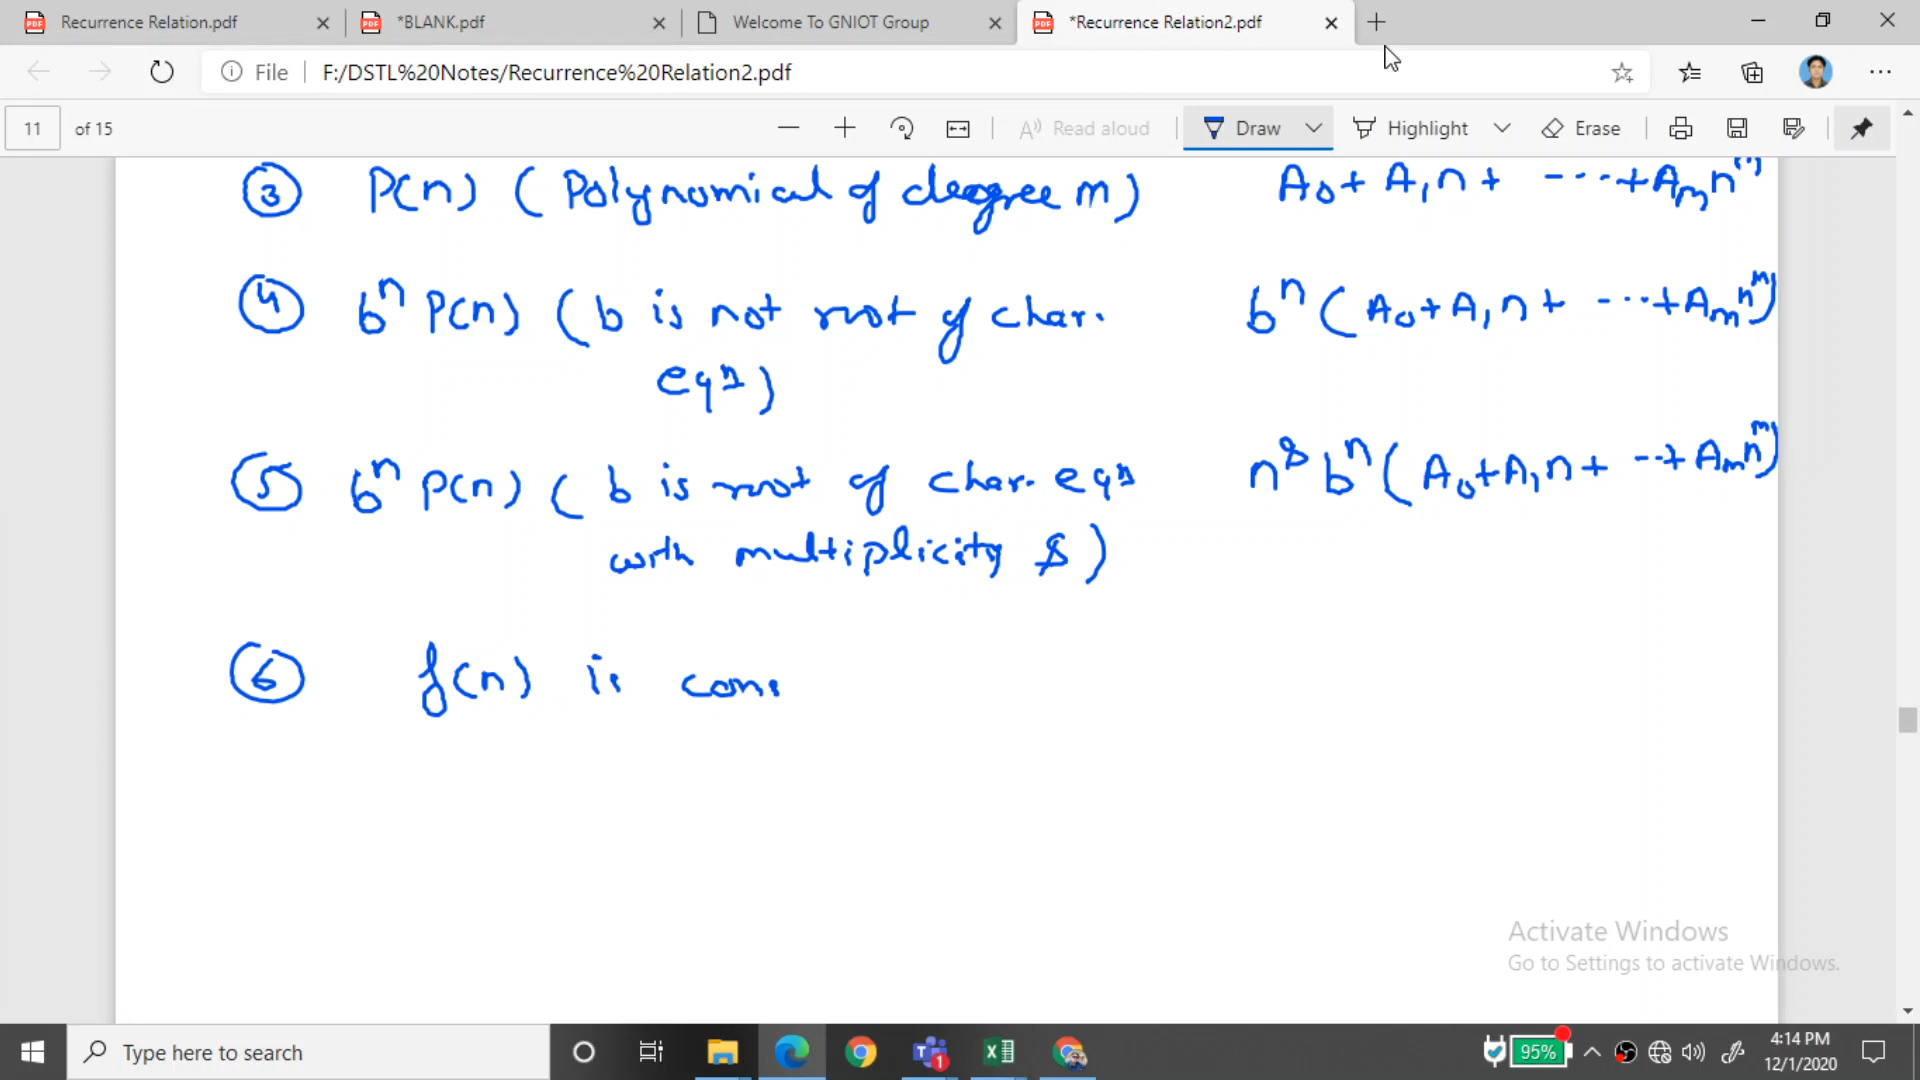 Recurrence Relation.pdf
*BLANK.pdf
Welcome To GNIOT Group
*Recurrence Relation2.pdf
File
F:/DSTL%20Notes/Recurrence%20Relation2.pdf
11 of 15
Read aloud
Draw
Highlight
Erase
③ P(n) (Polynomical of degree m) A₀+ A₁n + ----+Aₘnᵐ
④ bⁿ P(n) (b is not root of char. bⁿ (A₀+A₁n+ ----+Aₘnᵐ)
eqⁿ)
⑤ bⁿ P(n) (b is root of char. eqⁿ nˢ bⁿ (A₀+A₁n+ --+ Aₘnᵐ)
with multiplicity s)
⑥ f(n) is cons
Activate Windows
Go to Settings to activate Windows.
Type here to search
1
95%
4:14 PM
12/1/2020